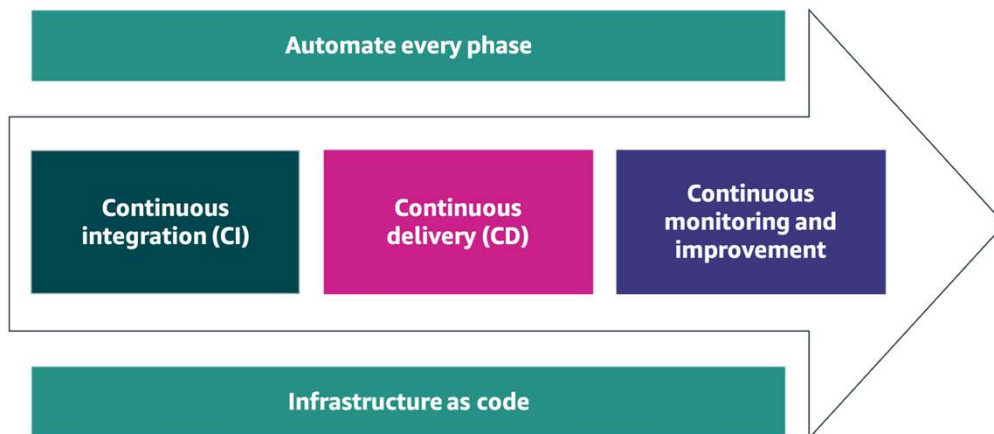 Automate every phase
Continuous
integration (CI)
Continuous
delivery (CD)
Continuous
monitoring and
improvement
Infrastructure as code